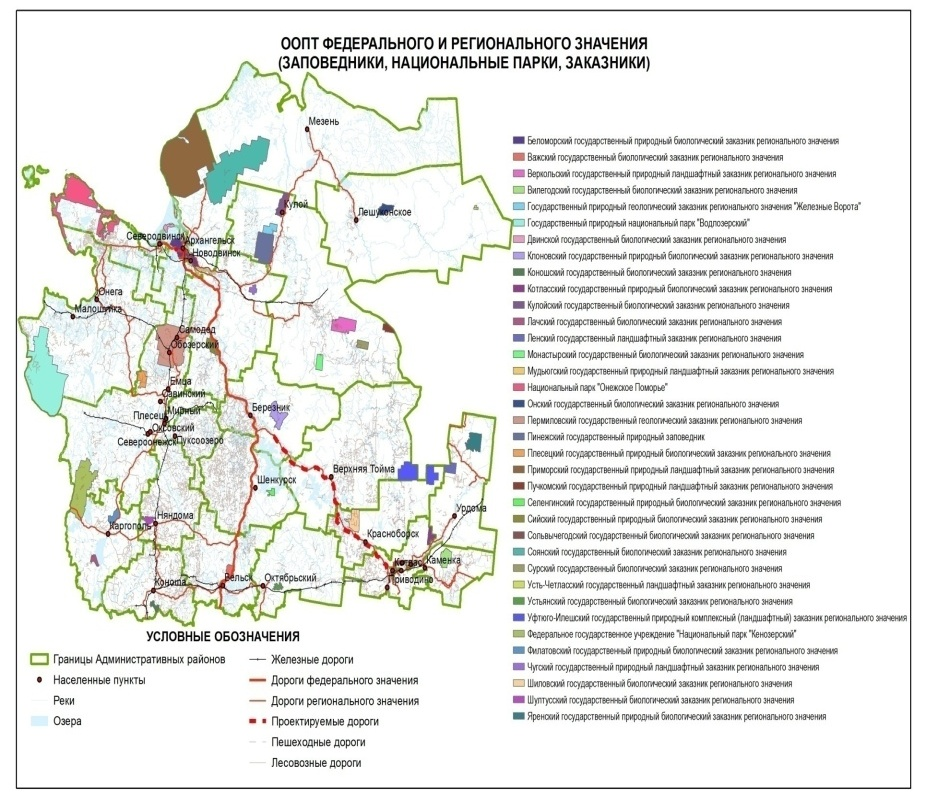 ООПТ ФЕДЕРАЛЬНОГО И РЕГИОНАЛЬНОГО ЗНАЧЕНИЯ
(ЗАПОВЕДНИКИ, НАЦИОНАЛЬНЫЕ ПАРКИ, ЗАКАЗНИКИ)
Мезень
Кулой
Лешуконское
Северодвинск
Архангельск
Новодвинск
Онега
Малошуйка
Самодед
Обозерский
Емца
Савинский
Плесецк
Мирный
Оксовский
Североонежск
Пуксоозеро
Березник
Верхняя Тойма
Шенкурск
Няндома
Каргополь
Урдома
Красноборск
Котлас
Каменка
Приводино
Коноша
Вельск
Октябрьский
Беломорский государственный природный биологический заказник регионального значения
Важский государственный биологический заказник регионального значения
Веркольский государственный природный ландшафтный заказник регионального значения
Вилегодский государственный биологический заказник регионального значения
Государственный природный геологический заказник регионального значения "Железные Ворота"
Государственный природный национальный парк "Водлозерский"
Двинской государственный биологический заказник регионального значения
Клоновский государственный природный биологический заказник регионального значения
Коношский государственный биологический заказник регионального значения
Котласский государственный природный биологический заказник регионального значения
Кулойский государственный биологический заказник регионального значения
Лачский государственный биологический заказник регионального значения
Ленский государственный ландшафтный заказник регионального значения
Монастырский государственный биологический заказник регионального значения
Мудьюгский государственный природный ландшафтный заказник регионального значения
Национальный парк "Онежское Поморье"
Онский государственный биологический заказник регионального значения
Пермиловский государственный геологический заказник регионального значения
Пинежский государственный природный заповедник
Плесецкий государственный природный биологический заказник регионального значения
Приморский государственный природный ландшафтный заказник регионального значения
Пучкомский государственный природный ландшафтный заказник регионального значения
Селенгинский государственный природный биологический заказник регионального значения
Сийский государственный природный биологический заказник регионального значения
Сольвычегодский государственный биологический заказник регионального значения
Соянский государственный биологический заказник регионального значения
Сурский государственный биологический заказник регионального значения
Усть-Четласский государственный ландшафтный заказник регионального значения
Устьянский государственный биологический заказник регионального значения
Уфтюго-Илешский государственный природный комплексный (ландшафтный) заказник регионального значения
Федеральное государственное учреждение "Национальный парк "Кенозерский"
Филатовский государственный природный биологический заказник регионального значения
Чугский государственный природный ландшафтный заказник регионального значения
Шиловский государственный биологический заказник регионального значения
Шултусский государственный биологический заказник регионального значения
Яренский государственный природный биологический заказник регионального значения
УСЛОВНЫЕ ОБОЗНАЧЕНИЯ
Границы Административных районов
Населенные пункты
Реки
Озера
Железные дороги
Дороги федерального значения
Дороги регионального значения
Проектируемые дороги
Пешеходные дороги
Лесовозные дороги